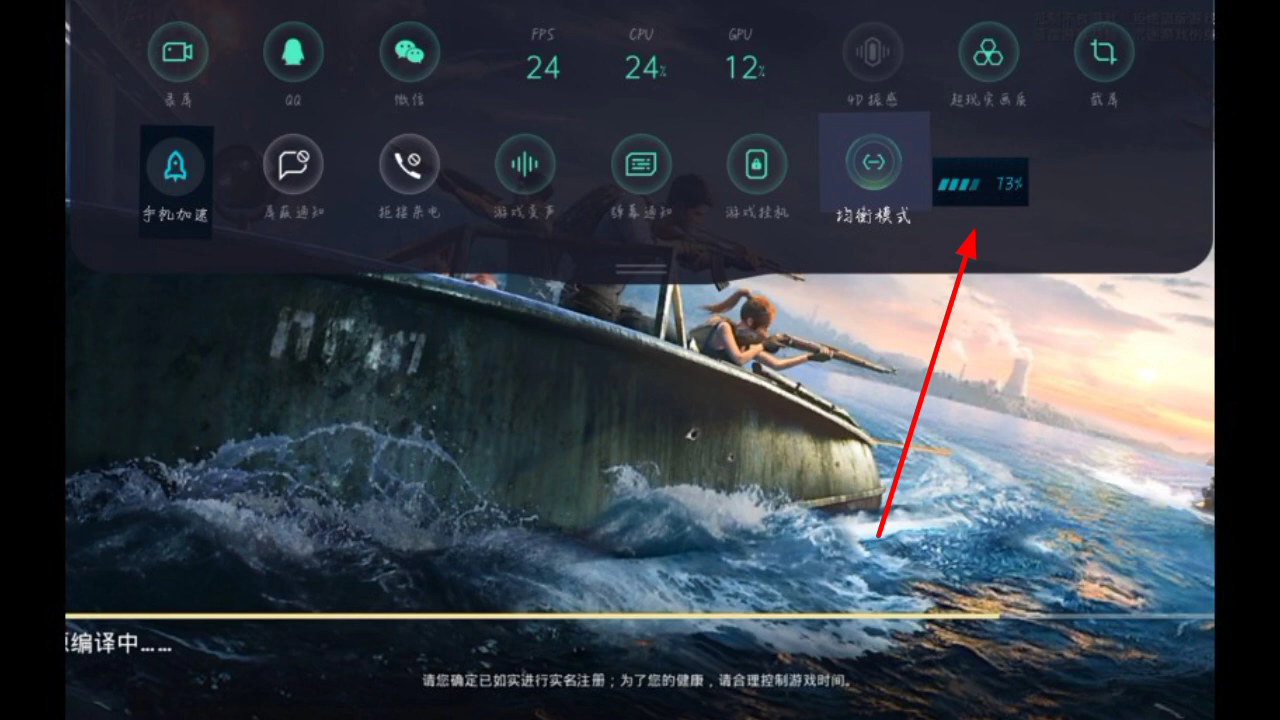 FPS CPU GPU
24 24% 12%
录屏 QQ 微信 4D振感 超现实画质 截屏
73%
手机加速 屏蔽通知 拒接来电 游戏变声 弹幕通知 游戏挂机 均衡模式
编译中……
请您确定已如实进行实名注册；为了您的健康，请合理控制游戏时间。